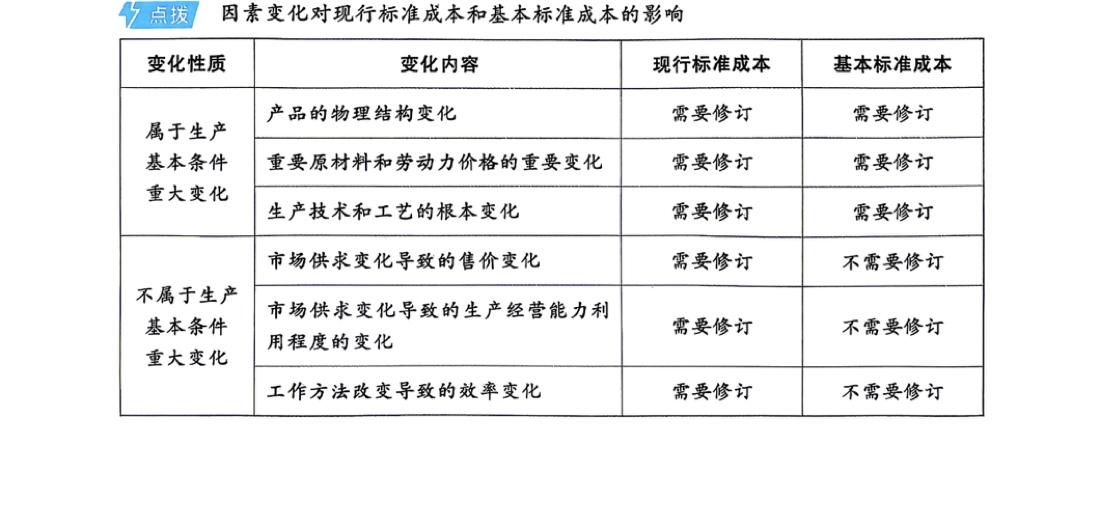 点拨 因素变化对现行标准成本和基本标准成本的影响
变化性质 变化内容 现行标准成本 基本标准成本
属于生产
基本条件
重大变化
产品的物理结构变化 需要修订 需要修订
重要原材料和劳动力价格的重要变化 需要修订 需要修订
生产技术和工艺的根本变化 需要修订 需要修订
不属于生产
基本条件
重大变化
市场供求变化导致的售价变化 需要修订 不需要修订
市场供求变化导致的生产经营能力利
用程度的变化 需要修订 不需要修订
工作方法改变导致的效率变化 需要修订 不需要修订